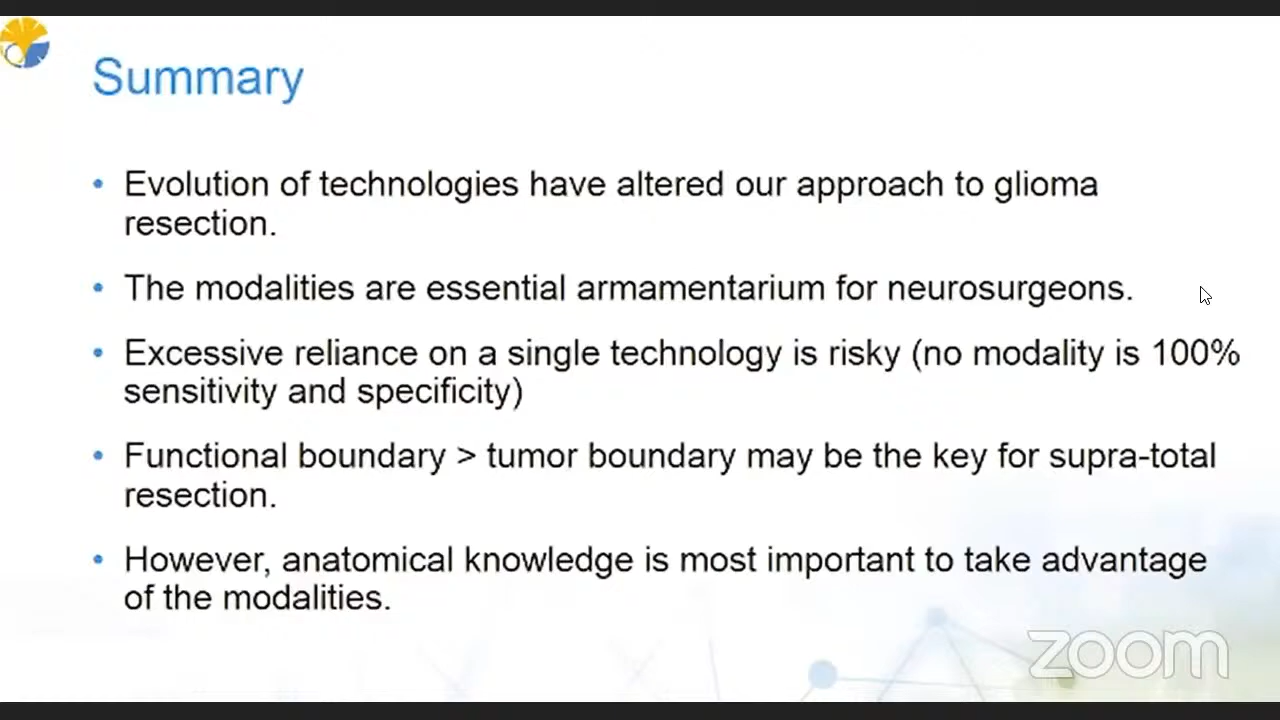 Summary
• Evolution of technologies have altered our approach to glioma
resection.
• The modalities are essential armamentarium for neurosurgeons.
• Excessive reliance on a single technology is risky (no modality is 100%
sensitivity and specificity)
• Functional boundary > tumor boundary may be the key for supra-total
resection.
• However, anatomical knowledge is most important to take advantage
of the modalities.
zoom